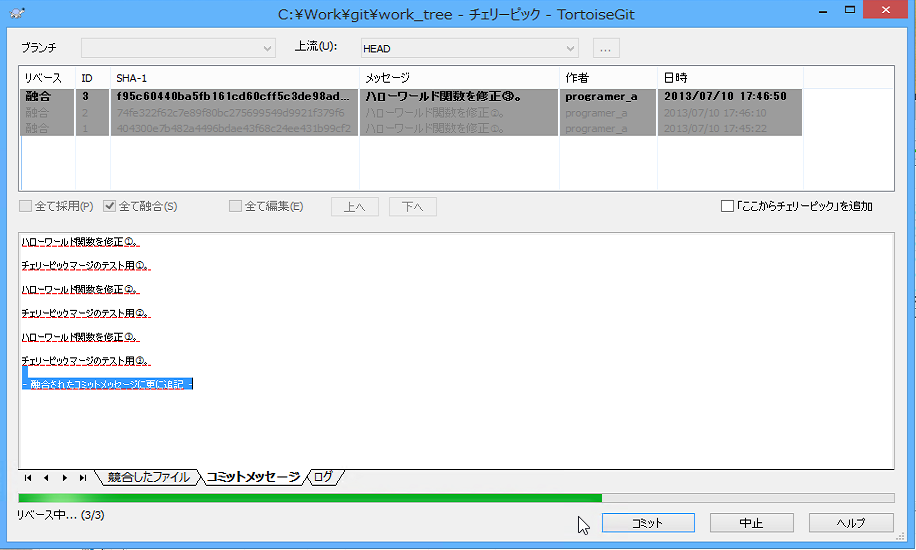 C:¥Work¥git¥work_tree - チェリーピック - TortoiseGit
ブランチ 上流(U): HEAD ...
リベース ID SHA-1 メッセージ 作者 日時
融合 3 f95c60440ba5fb161cd60cff5c3de98ad... ハローワールド関数を修正③。 programer_a 2013/07/10 17:46:50
融合 2 74fe322f62c7e89f80bc275699549d9921f379f6 ハローワールド関数を修正②。 programer_a 2013/07/10 17:46:10
融合 1 404300e7b482a4496bdae43f68c24ee431b99cf2 ハローワールド関数を修正①。 programer_a 2013/07/10 17:45:22
全て採用(P) 全て融合(S) 全て編集(E) 上へ 下へ 「ここからチェリーピック」を追加
ハローワールド関数を修正①。
チェリーピックマージのテスト用①。
ハローワールド関数を修正②。
チェリーピックマージのテスト用②。
ハローワールド関数を修正③。
チェリーピックマージのテスト用③。
- 融合されたコミットメッセージに更に追記 -
競合したファイル コミットメッセージ ログ
リベース中... (3/3)
コミット 中止 ヘルプ